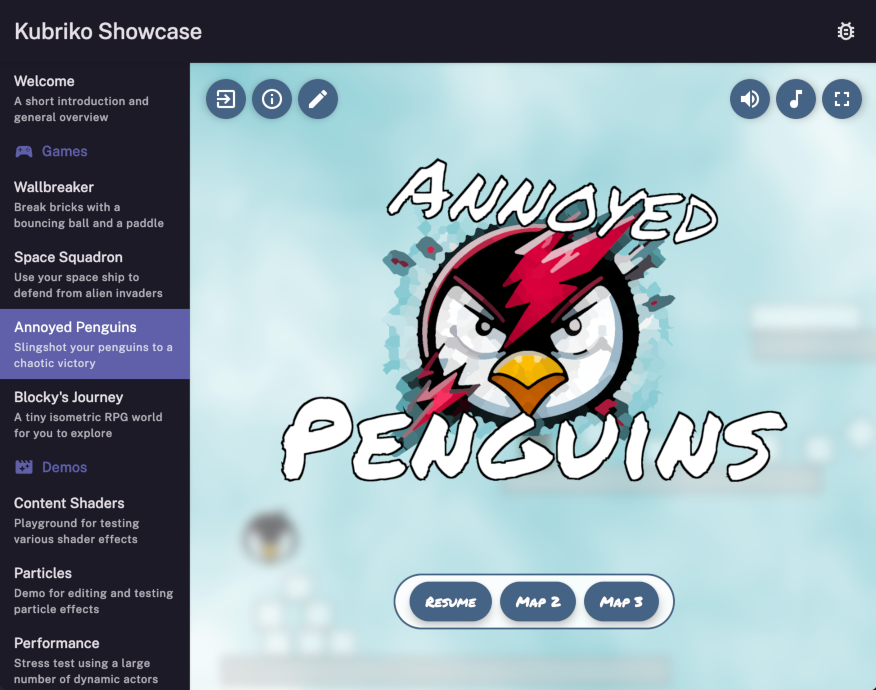 Kubriko Showcase
Welcome
A short introduction and
general overview
Games
Wallbreaker
Break bricks with a
bouncing ball and a paddle
Space Squadron
Use your space ship to
defend from alien invaders
Annoyed Penguins
Slingshot your penguins to a
chaotic victory
Blocky's Journey
A tiny isometric RPG world
for you to explore
Demos
Content Shaders
Playground for testing
various shader effects
Particles
Demo for editing and testing
particle effects
Performance
Stress test using a large
number of dynamic actors
Annoyed
Penguins
Resume
Map 2
Map 3